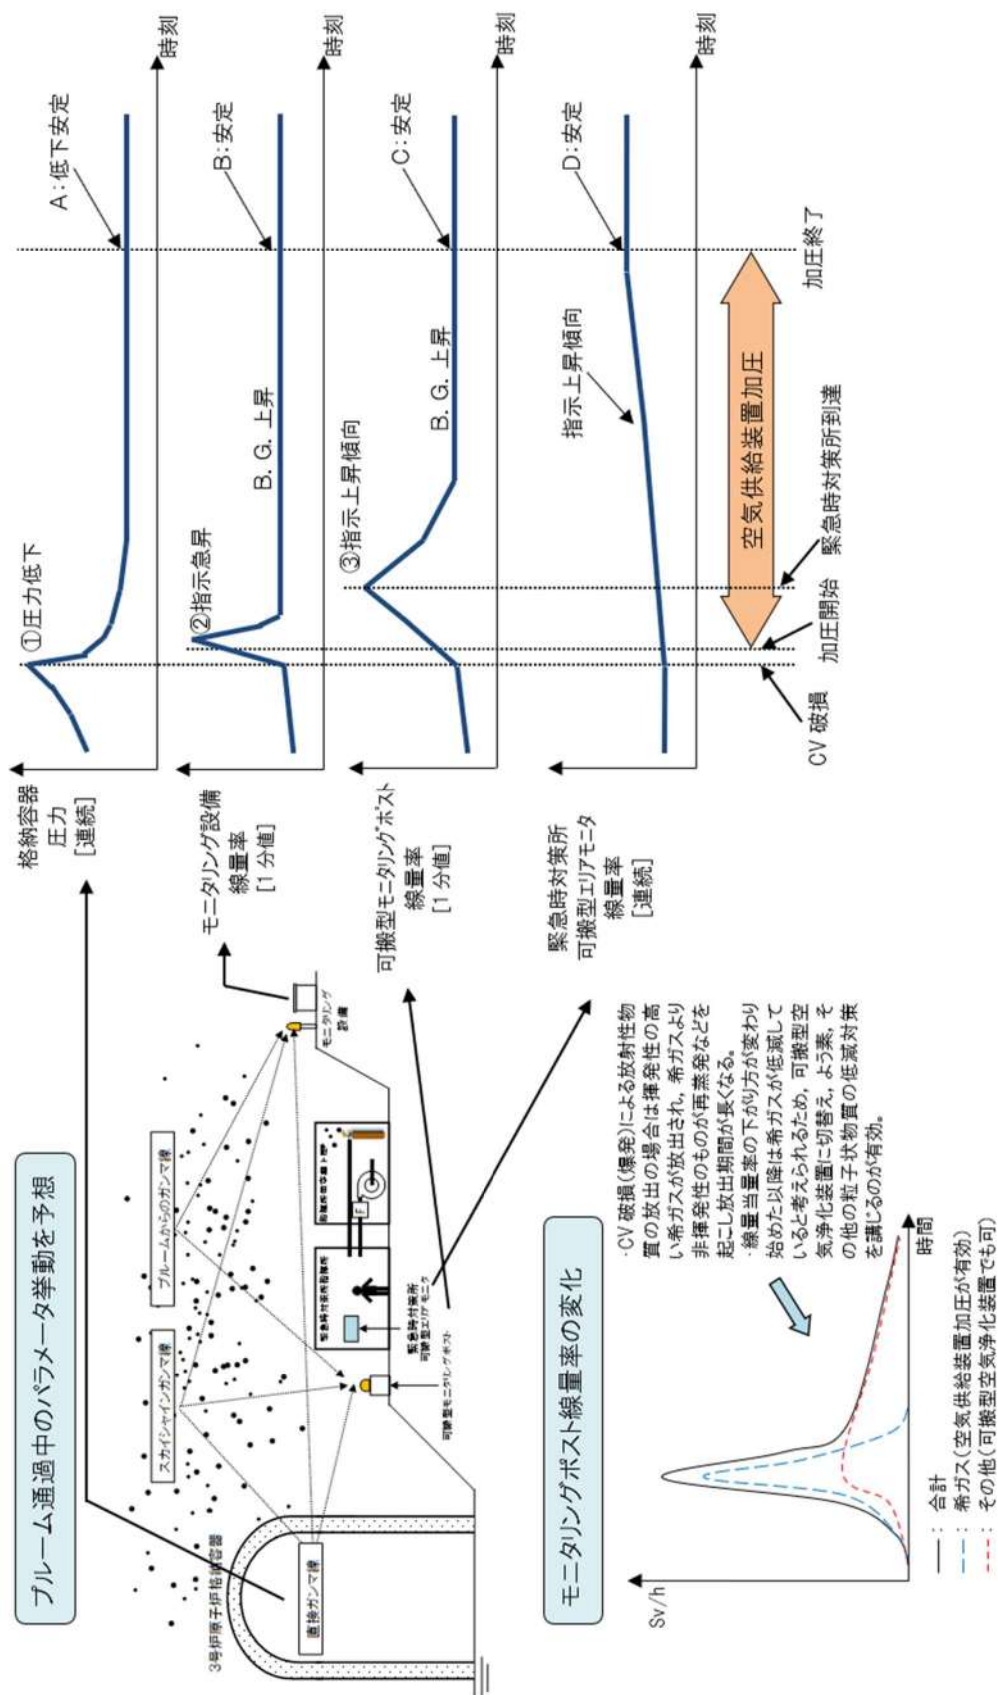 プルーム通過中のパラメータ挙動を予想
スカイシャインガンマ線
プルームからのガンマ線
3号炉原子炉格納容器
直接ガンマ線
緊急時対策所指揮所
F
モニタリング
設備
緊急時対策所
可搬型エリアモニタ
可搬型モニタリングポスト
格納容器
圧力
[連続]
①圧力低下
A:低下安定
時刻
モニタリング設備
線量率
[1分値]
②指示急昇
B.G.上昇
B:安定
時刻
可搬型モニタリングポスト
線量率
[1分値]
③指示上昇傾向
B.G.上昇
C:安定
時刻
緊急時対策所
可搬型エリアモニタ
線量率
[連続]
指示上昇傾向
D:安定
時刻
空気供給装置加圧
CV破損
加圧開始
緊急時対策所到達
加圧終了
モニタリングポスト線量率の変化
Sv/h
時間
: 合計
: 希ガス(空気供給装置加圧が有効)
: その他(可搬型空気浄化装置でも可)
・CV破損(爆発)による放射性物
質の放出の場合は揮発性の高
い希ガスが放出され,希ガスより
非揮発性のものが再蒸発などを
起こし放出期間が長くなる。
・線量当量率の下がり方が変わり
始めた以降は希ガスが低減して
いると考えられるため,可搬型空
気浄化装置に切替え,よう素,そ
の他の粒子状物質の低減対策
を講じるのが有効。